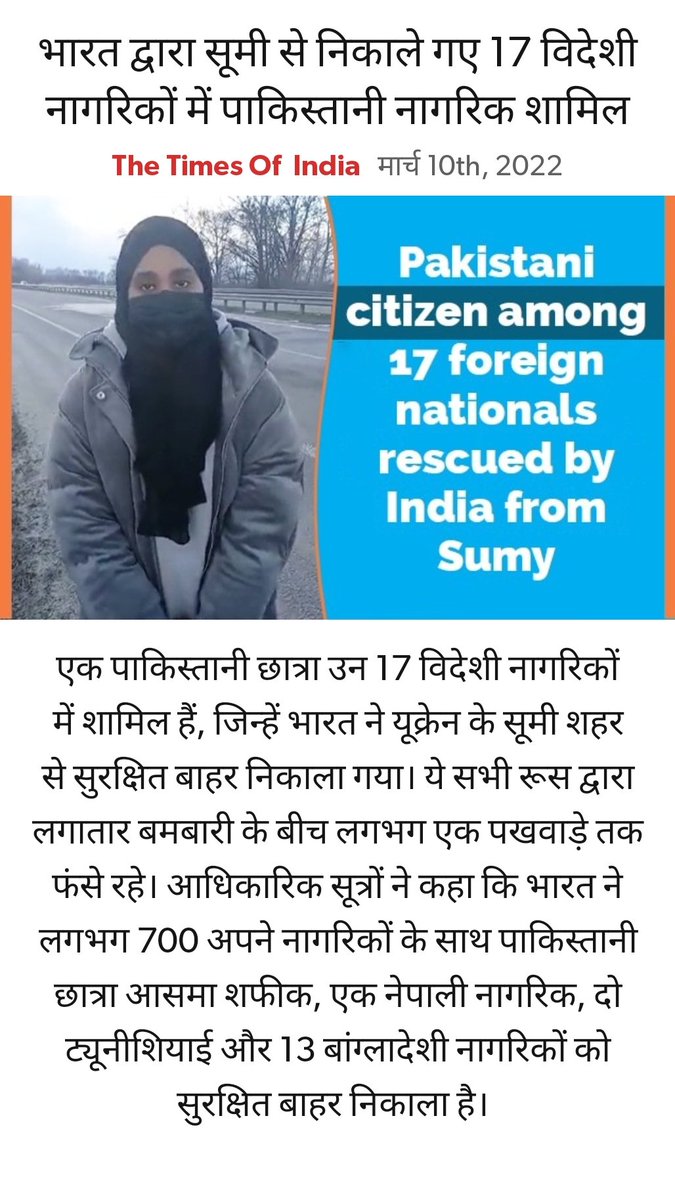 भारत द्वारा सूमी से निकाले गए 17 विदेशी
नागरिकों में पाकिस्तानी नागरिक शामिल
The Times Of India मार्च 10th, 2022
Pakistani
citizen among
17 foreign
nationals
rescued by
India from
Sumy
एक पाकिस्तानी छात्रा उन 17 विदेशी नागरिकों
में शामिल हैं, जिन्हें भारत ने यूक्रेन के सूमी शहर
से सुरक्षित बाहर निकाला गया। ये सभी रूस द्वारा
लगातार बमबारी के बीच लगभग एक पखवाड़े तक
फंसे रहे। आधिकारिक सूत्रों ने कहा कि भारत ने
लगभग 700 अपने नागरिकों के साथ पाकिस्तानी
छात्रा आसमा शफीक, एक नेपाली नागरिक, दो
ट्यूनीशियाई और 13 बांग्लादेशी नागरिकों को
सुरक्षित बाहर निकाला है।